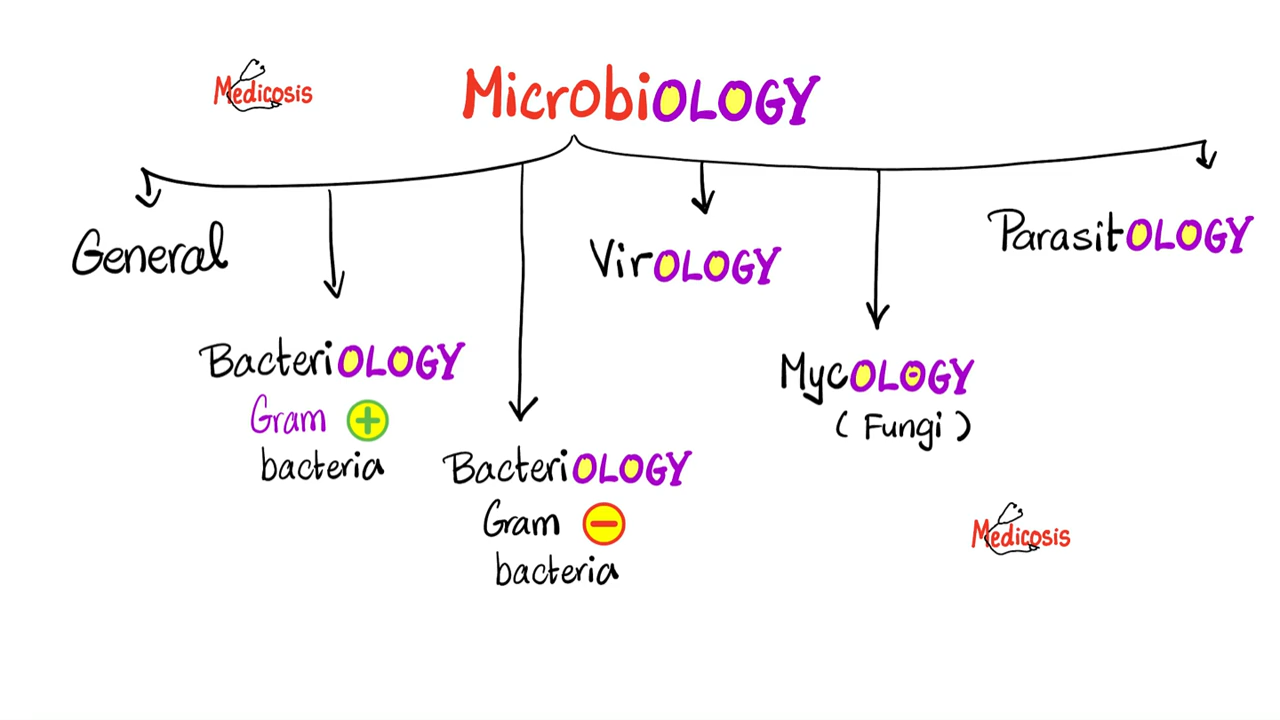 Medicosis
MicrobiOLOGY
General
BacteriOLOGY
Gram +
bacteria
BacteriOLOGY
Gram −
bacteria
VirOLOGY
MycOLOGY
( Fungi )
ParasitOLOGY
Medicosis